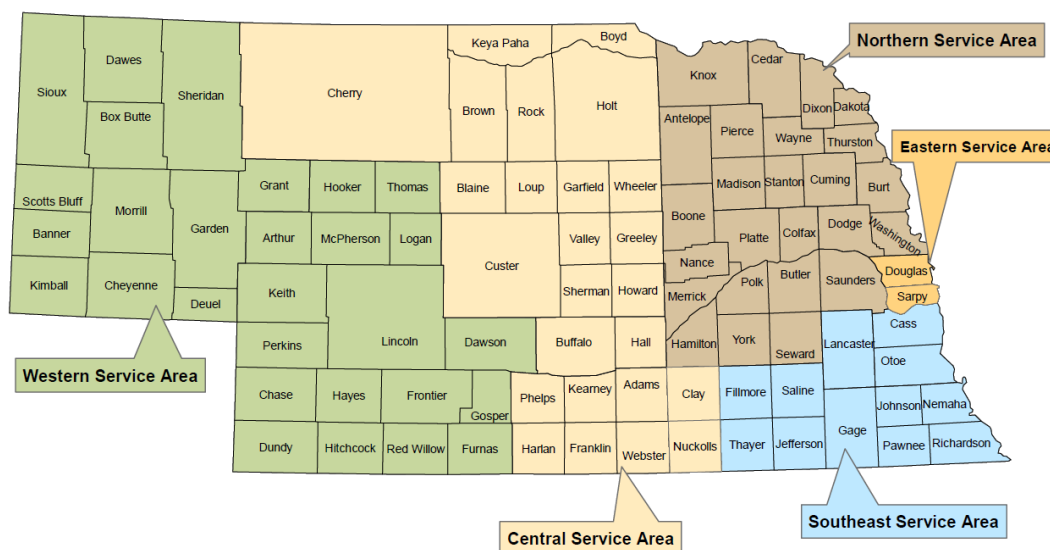 Boyd
Keya Paha
Northern Service Area
Cedar
Knox
Dawes
Sioux
Sheridan
Cherry
Brown
Rock
Holt
Dixon
Dakota
Box Butte
Antelope
Pierce
Wayne
Thurston
Eastern Service Area
Grant
Hooker
Thomas
Blaine
Loup
Garfield
Wheeler
Madison
Stanton
Cuming
Burt
Scotts Bluff
Morrill
Garden
Boone
Banner
Arthur
McPherson
Logan
Valley
Greeley
Platte
Colfax
Dodge
Washington
Custer
Nance
Douglas
Kimball
Cheyenne
Deuel
Keith
Sherman
Howard
Merrick
Polk
Butler
Saunders
Sarpy
Cass
Perkins
Lincoln
Dawson
Buffalo
Hall
Hamilton
York
Seward
Lancaster
Otoe
Western Service Area
Chase
Hayes
Frontier
Gosper
Phelps
Kearney
Adams
Clay
Fillmore
Saline
Johnson
Nemaha
Dundy
Hitchcock
Red Willow
Furnas
Harlan
Franklin
Webster
Nuckolls
Thayer
Jefferson
Gage
Pawnee
Richardson
Central Service Area
Southeast Service Area